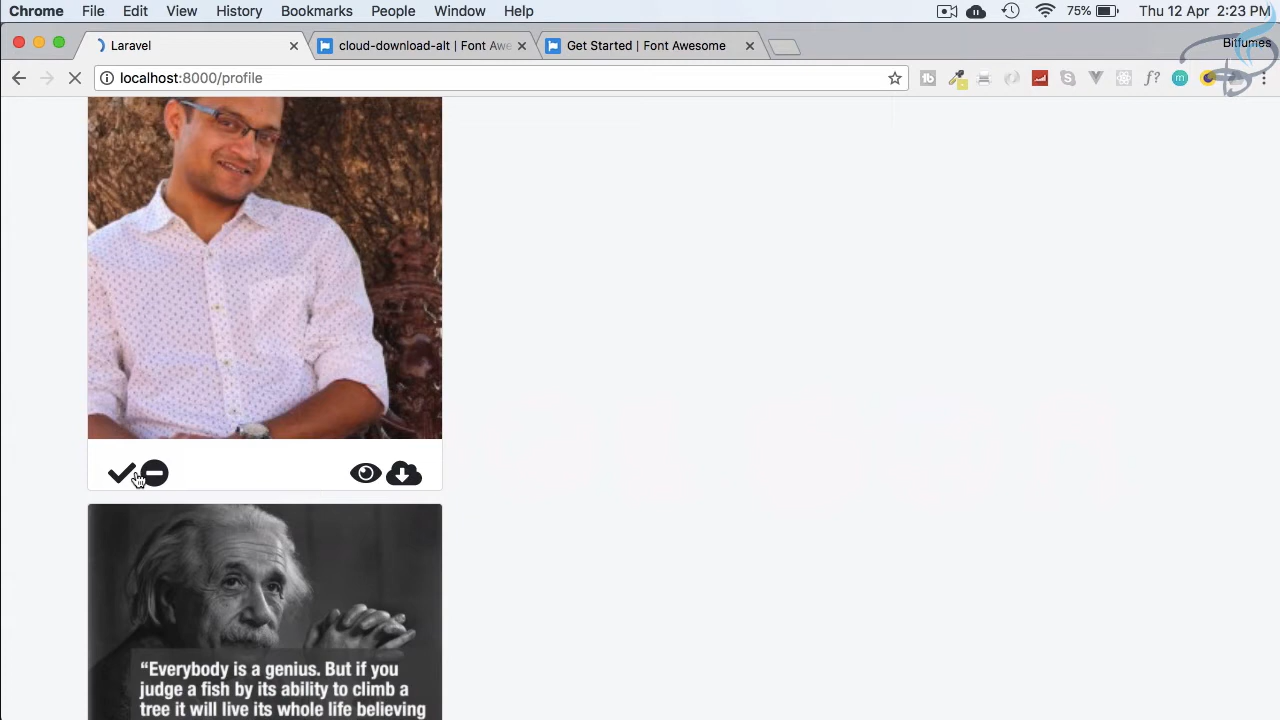 Chrome File Edit View History Bookmarks People Window Help 75% Thu 12 Apr 2:23 PM
Laravel cloud-download-alt | Font Awe Get Started | Font Awesome Bitfumes
localhost:8000/profile f? m
“Everybody is a genius. But if you
judge a fish by its ability to climb a
tree it will live its whole life believing